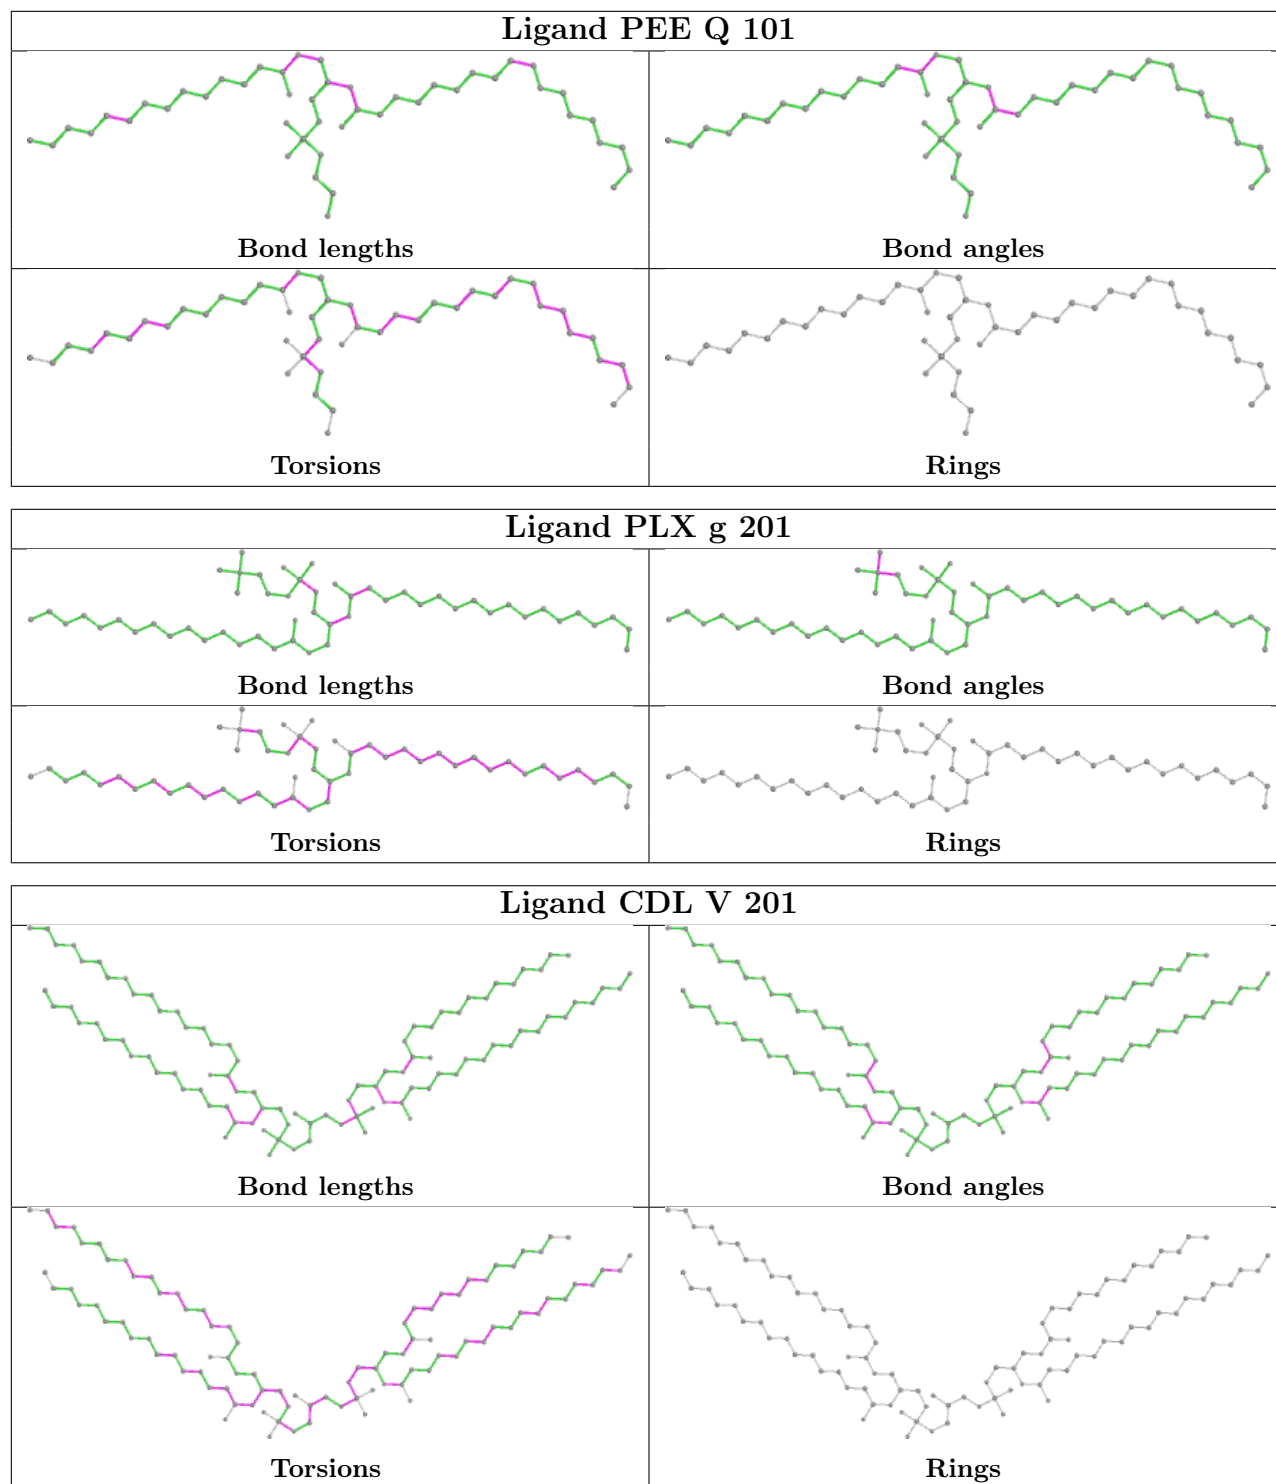 Ligand PEE Q 101
Bond lengths
Bond angles
Torsions
Rings
Ligand PLX g 201
Bond lengths
Bond angles
Torsions
Rings
Ligand CDL V 201
Bond lengths
Bond angles
Torsions
Rings